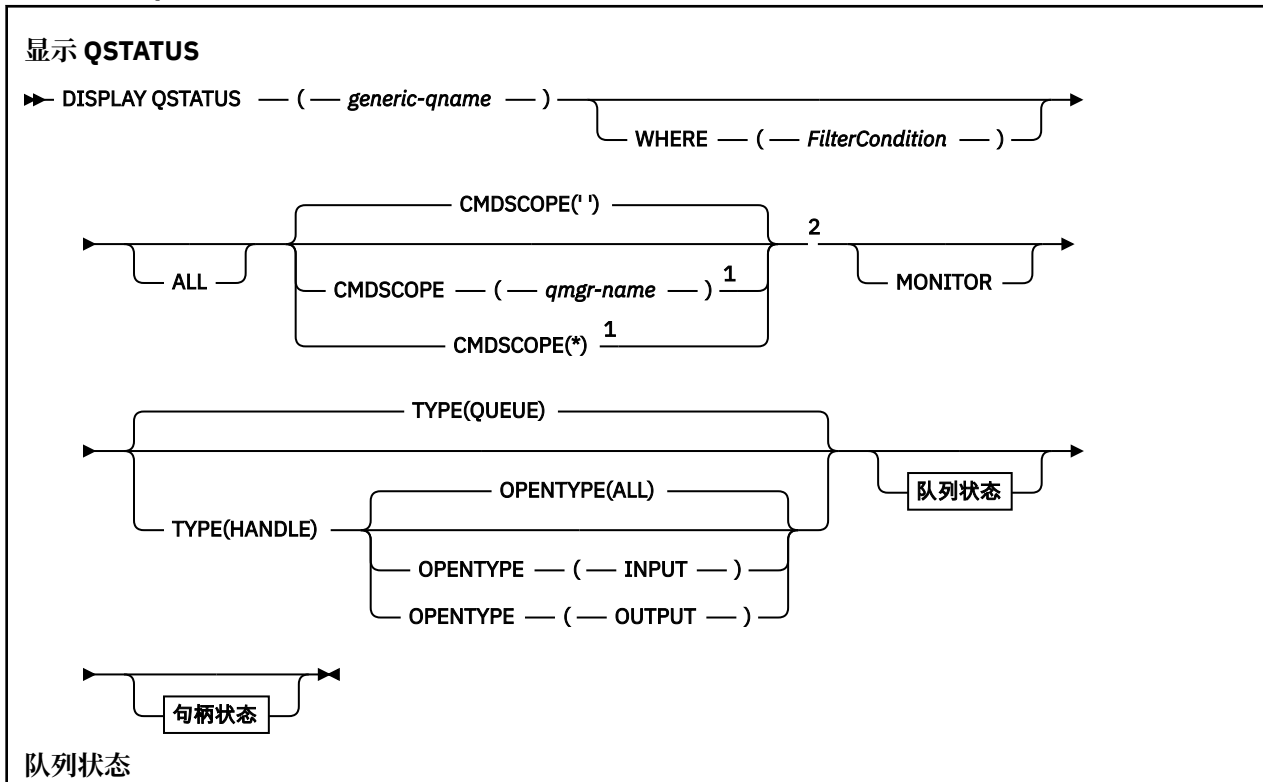 显示 QSTATUS
DISPLAY QSTATUS ( generic-qname )
WHERE ( FilterCondition )
CMDSCOPE(' ')
2
ALL
CMDSCOPE ( qmgr-name ) 1
MONITOR
CMDSCOPE(*) 1
TYPE(QUEUE)
队列状态
OPENTYPE(ALL)
TYPE(HANDLE)
OPENTYPE ( INPUT )
OPENTYPE ( OUTPUT )
句柄状态
队列状态